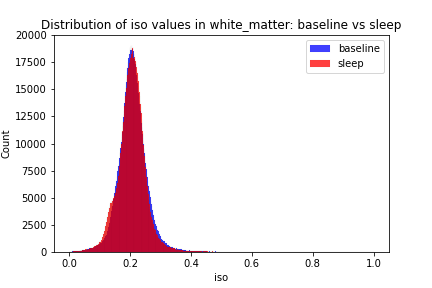 Distribution of iso values in white_matter: baseline vs sleep
20000
17500
15000
12500
10000
7500
5000
2500
0
Count
baseline
sleep
0.0 0.2 0.4 0.6 0.8 1.0
iso